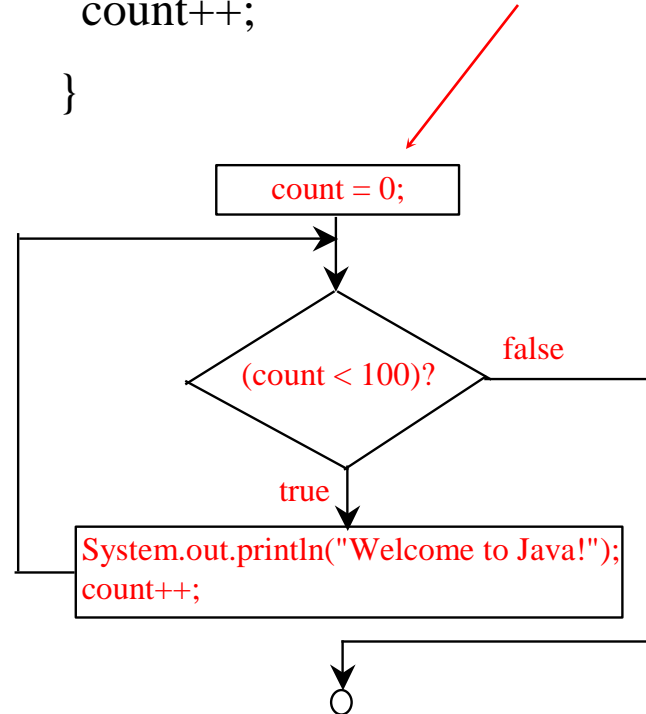 count++;
}
count = 0;
(count < 100)?
false
true
System.out.println("Welcome to Java!");
count++;